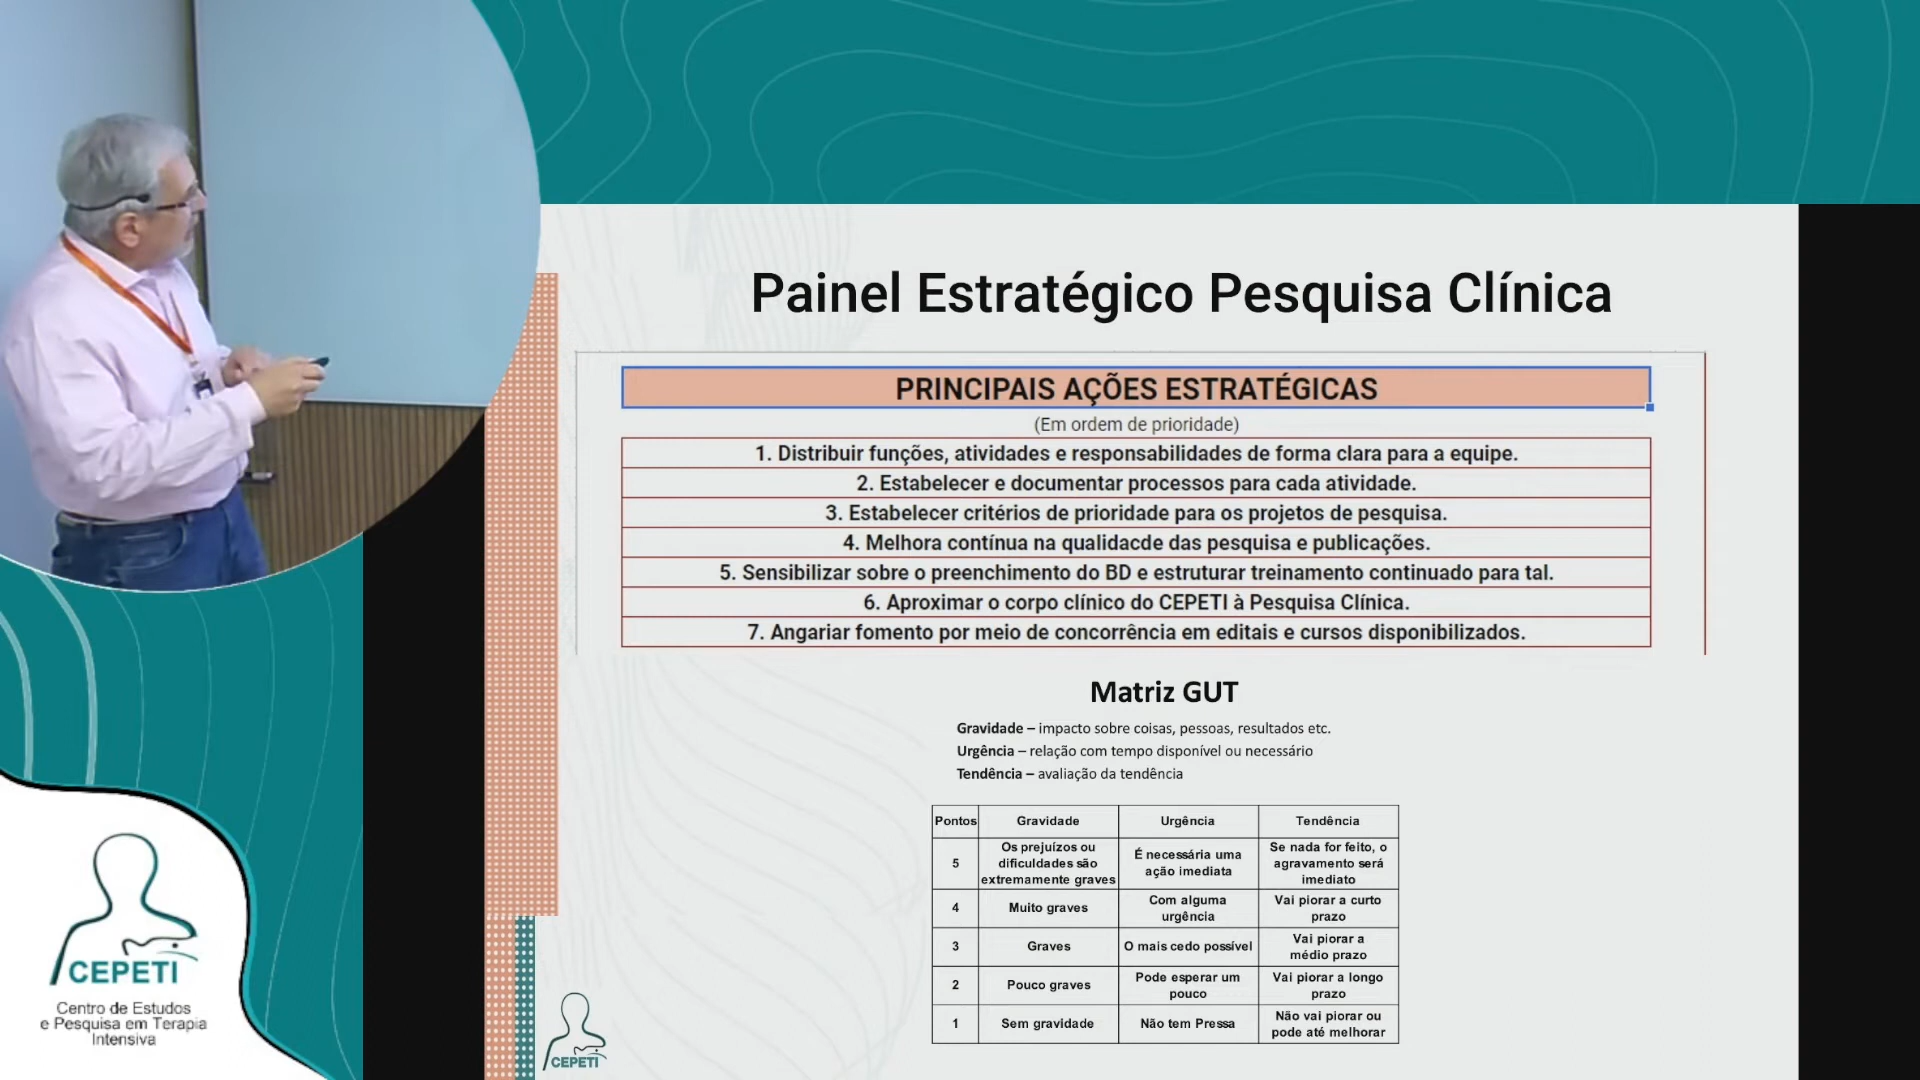 Painel Estratégico Pesquisa Clínica
PRINCIPAIS AÇÕES ESTRATÉGICAS
(Em ordem de prioridade)
1. Distribuir funções, atividades e responsabilidades de forma clara para a equipe.
2. Estabelecer e documentar processos para cada atividade.
3. Estabelecer critérios de prioridade para os projetos de pesquisa.
4. Melhora contínua na qualidacde das pesquisa e publicações.
5. Sensibilizar sobre o preenchimento do BD e estruturar treinamento continuado para tal.
6. Aproximar o corpo clínico do CEPETI à Pesquisa Clínica.
7. Angariar fomento por meio de concorrência em editais e cursos disponibilizados.
Matriz GUT
Gravidade – impacto sobre coisas, pessoas, resultados etc.
Urgência – relação com tempo disponível ou necessário
Tendência – avaliação da tendência
Pontos Gravidade Urgência Tendência
5 Os prejuízos ou dificuldades são extremamente graves É necessária uma ação imediata Se nada for feito, o agravamento será imediato
4 Muito graves Com alguma urgência Vai piorar a curto prazo
3 Graves O mais cedo possível Vai piorar a médio prazo
2 Pouco graves Pode esperar um pouco Vai piorar a longo prazo
1 Sem gravidade Não tem Pressa Não vai piorar ou pode até melhorar
CEPETI
CEPETI
Centro de Estudos
e Pesquisa em Terapia
Intensiva